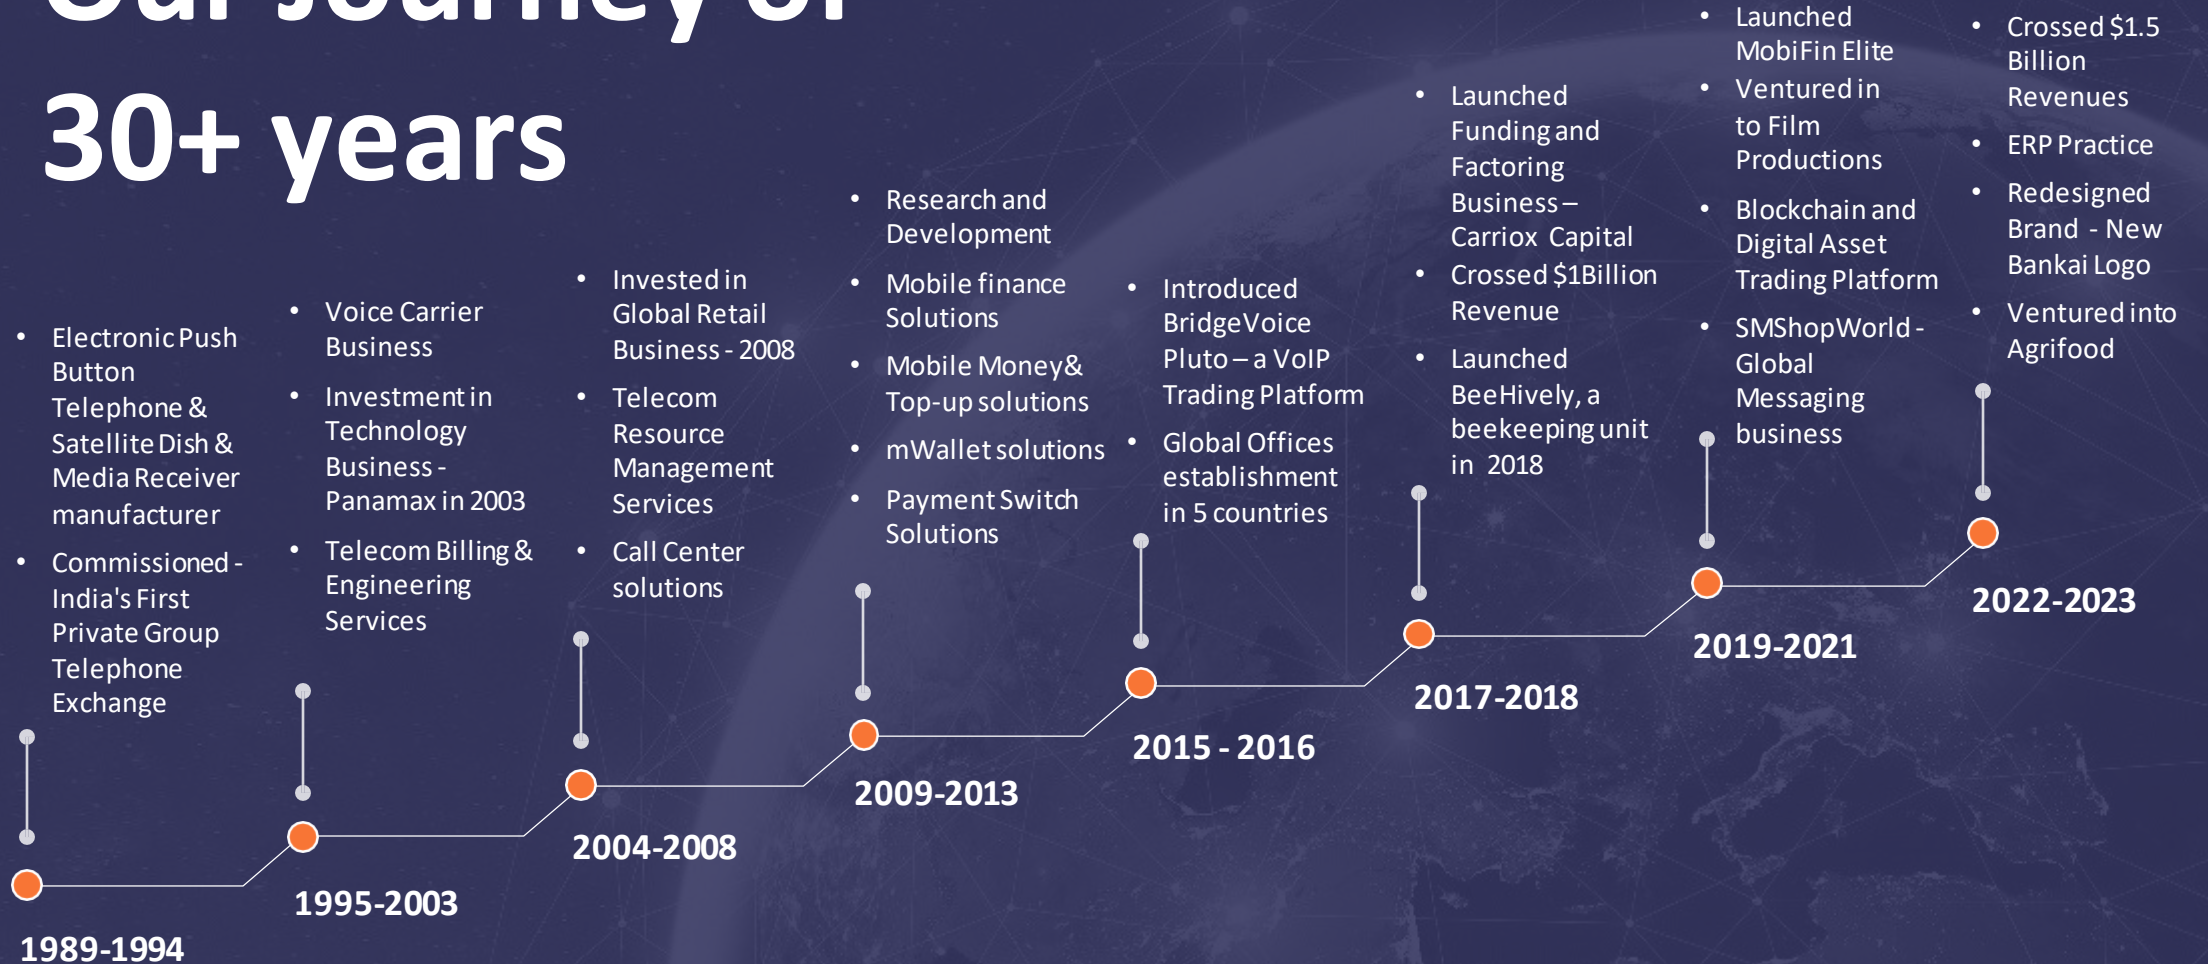 Our Journey of
30+ years
• Electronic Push
Button
Telephone &
Satellite Dish &
Media Receiver
manufacturer
• Commissioned -
India's First
Private Group
Telephone
Exchange
1989-1994
• Voice Carrier
Business
• Investment in
Technology
Business -
Panamax in 2003
• Telecom Billing &
Engineering
Services
1995-2003
• Invested in
Global Retail
Business - 2008
• Telecom
Resource
Management
Services
• Call Center
solutions
2004-2008
• Research and
Development
• Mobile finance
Solutions
• Mobile Money&
Top-up solutions
• mWallet solutions
• Payment Switch
Solutions
2009-2013
• Introduced
BridgeVoice
Pluto – a VoIP
Trading Platform
• Global Offices
establishment
in 5 countries
2015 - 2016
• Launched
Funding and
Factoring
Business –
Carriox Capital
• Crossed $1Billion
Revenue
• Launched
BeeHively, a
beekeeping unit
in 2018
2017-2018
• Launched
MobiFin Elite
• Ventured in
to Film
Productions
• Blockchain and
Digital Asset
Trading Platform
• SMShopWorld -
Global
Messaging
business
2019-2021
• Crossed $1.5
Billion
Revenues
• ERP Practice
• Redesigned
Brand - New
Bankai Logo
• Ventured into
Agrifood
2022-2023